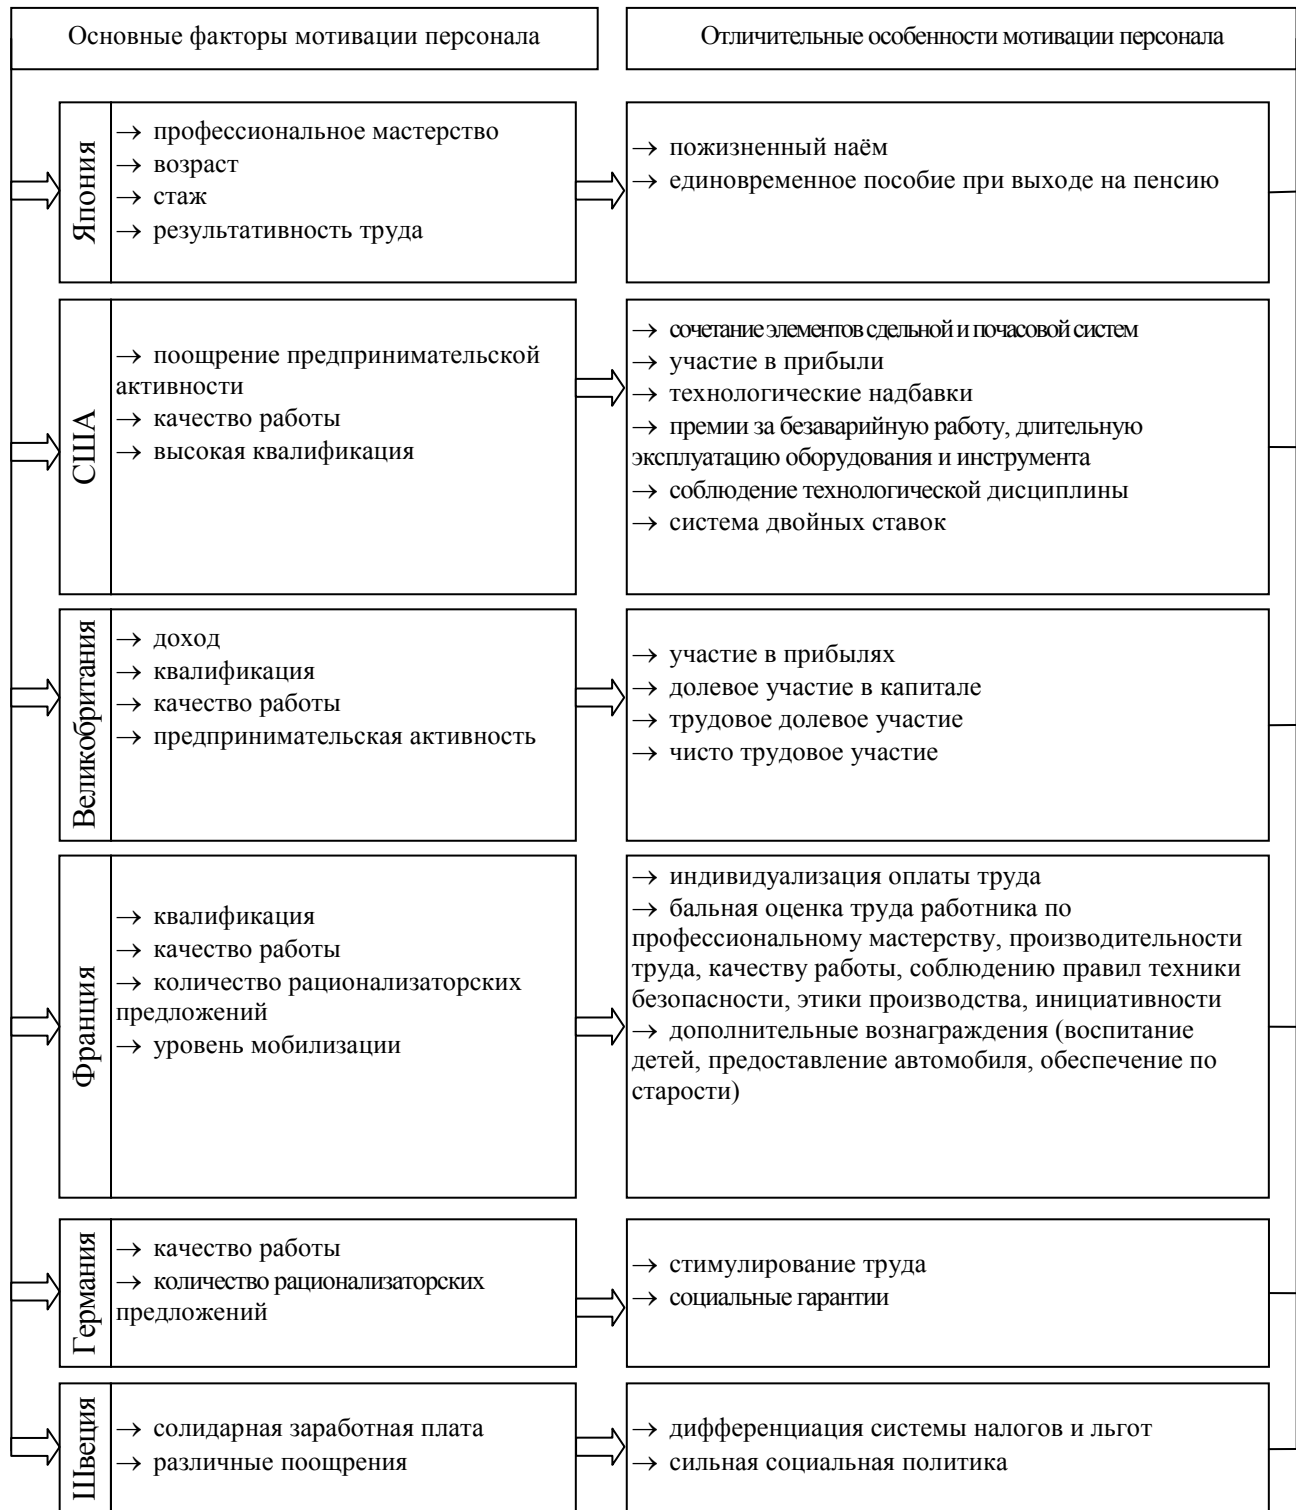 Основные факторы мотивации персонала
Отличительные особенности мотивации персонала
Япония
→ профессиональное мастерство
→ возраст
→ стаж
→ результативность труда
→ пожизненный наём
→ единовременное пособие при выходе на пенсию
США
→ поощрение предпринимательской
активности
→ качество работы
→ высокая квалификация
→ сочетание элементов сдельной и почасовой систем
→ участие в прибыли
→ технологические надбавки
→ премии за безаварийную работу, длительную
эксплуатацию оборудования и инструмента
→ соблюдение технологической дисциплины
→ система двойных ставок
Великобритания
→ доход
→ квалификация
→ качество работы
→ предпринимательская активность
→ участие в прибылях
→ долевое участие в капитале
→ трудовое долевое участие
→ чисто трудовое участие
Франция
→ квалификация
→ качество работы
→ количество рационализаторских
предложений
→ уровень мобилизации
→ индивидуализация оплаты труда
→ бальная оценка труда работника по
профессиональному мастерству, производительности
труда, качеству работы, соблюдению правил техники
безопасности, этики производства, инициативности
→ дополнительные вознаграждения (воспитание
детей, предоставление автомобиля, обеспечение по
старости)
Германия
→ качество работы
→ количество рационализаторских
предложений
→ стимулирование труда
→ социальные гарантии
Швеция
→ солидарная заработная плата
→ различные поощрения
→ дифференциация системы налогов и льгот
→ сильная социальная политика